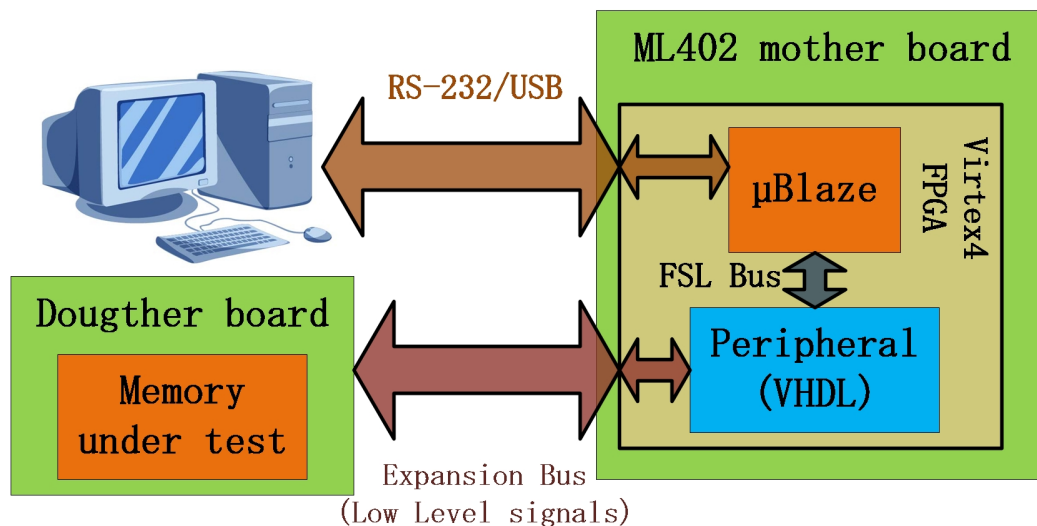 ML402 mother board
RS-232/USB
µBlaze
Virtex4
FPGA
FSL Bus
Dougther board
Memory
under test
Peripheral
(VHDL)
Expansion Bus
(Low Level signals)